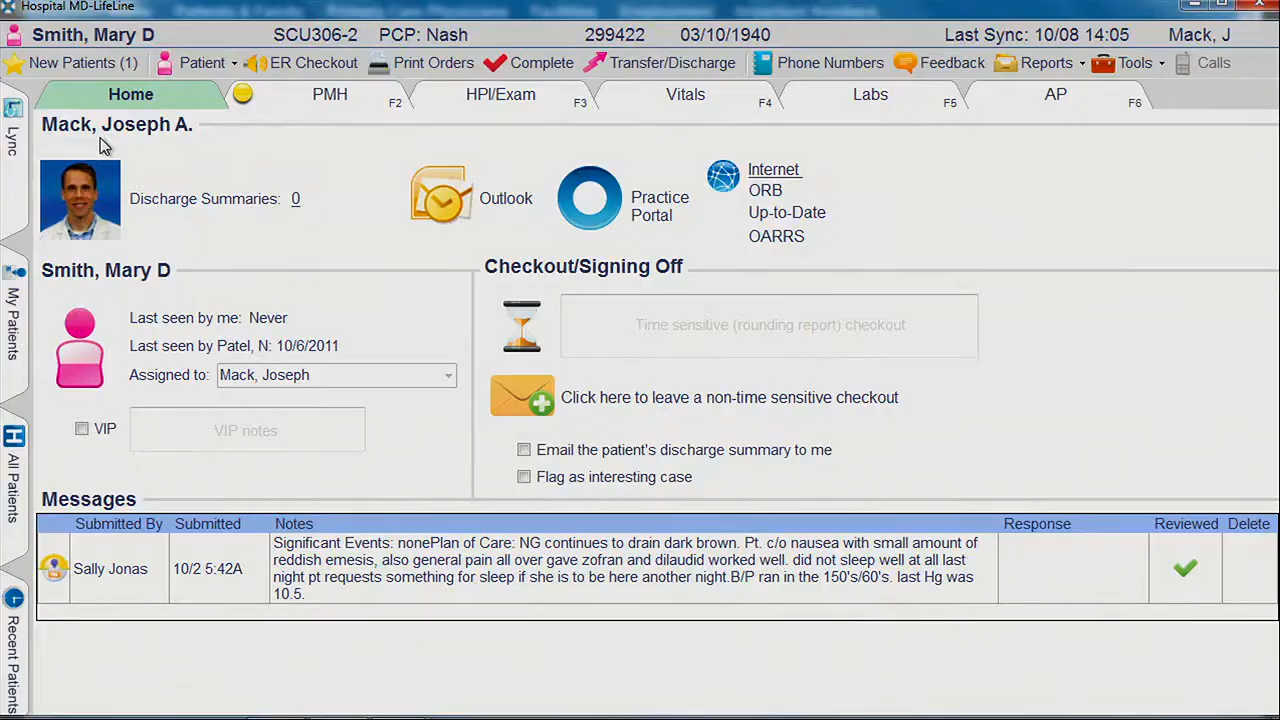 Hospital MD-LifeLine
Smith, Mary D SCU306-2 PCP: Nash 299422 03/10/1940 Last Sync: 10/08 14:05 Mack, J
New Patients (1) Patient ER Checkout Print Orders Complete Transfer/Discharge Phone Numbers Feedback Reports Tools Calls
Home PMH F2 HPI/Exam F3 Vitals F4 Labs F5 AP F6
Lync
My Patients
All Patients
Recent Patients
Mack, Joseph A.
Discharge Summaries: 0
Outlook
Practice
Portal
Internet
ORB
Up-to-Date
OARRS
Smith, Mary D
Last seen by me: Never
Last seen by Patel, N: 10/6/2011
Assigned to: Mack, Joseph
VIP VIP notes
Checkout/Signing Off
Time sensitive (rounding report) checkout
Click here to leave a non-time sensitive checkout
Email the patient's discharge summary to me
Flag as interesting case
Messages
Submitted By Submitted Notes Response Reviewed Delete
Sally Jonas 10/2 5:42A
Significant Events: nonePlan of Care: NG continues to drain dark brown. Pt. c/o nausea with small amount of
reddish emesis, also general pain all over gave zofran and dilaudid worked well. did not sleep well at all last
night pt requests something for sleep if she is to be here another night.B/P ran in the 150's/60's. last Hg was
10.5.